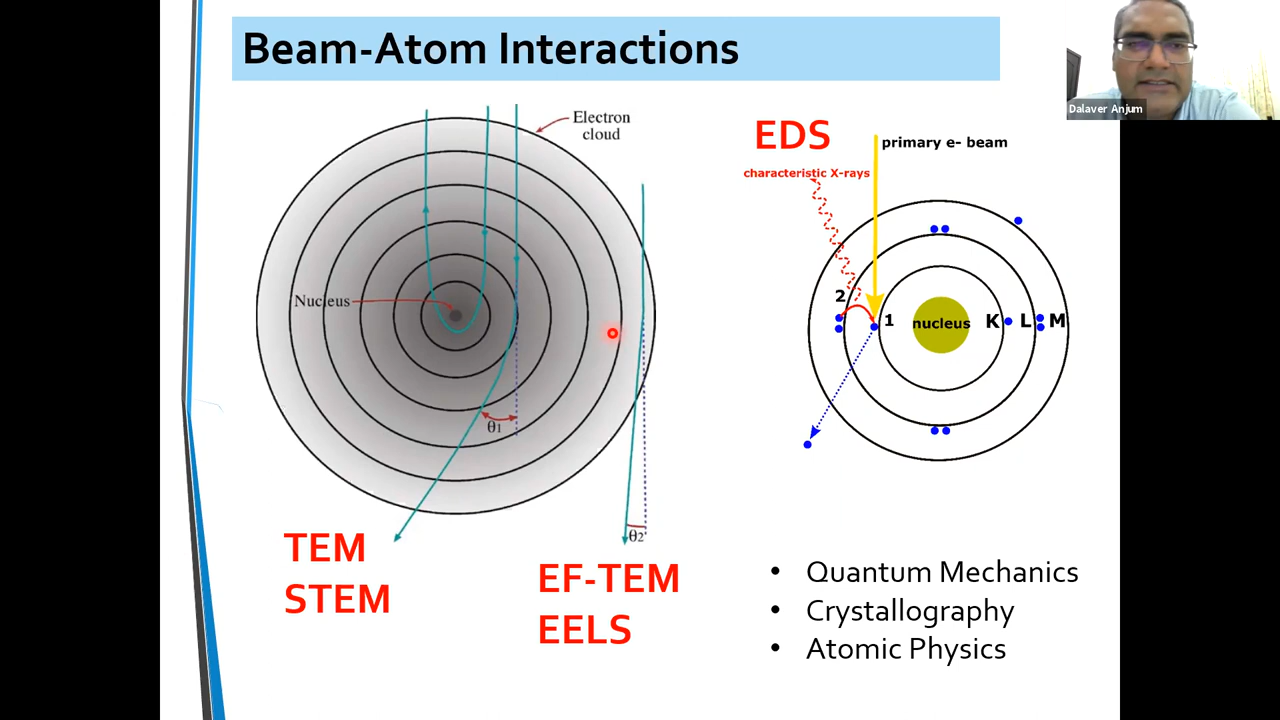 Beam-Atom Interactions
Dalaver Anjum
Electron
cloud
Nucleus
θ1
θ2
TEM
STEM
EF-TEM
EELS
EDS
primary e- beam
characteristic X-rays
2
1
nucleus
K
L
M
• Quantum Mechanics
• Crystallography
• Atomic Physics